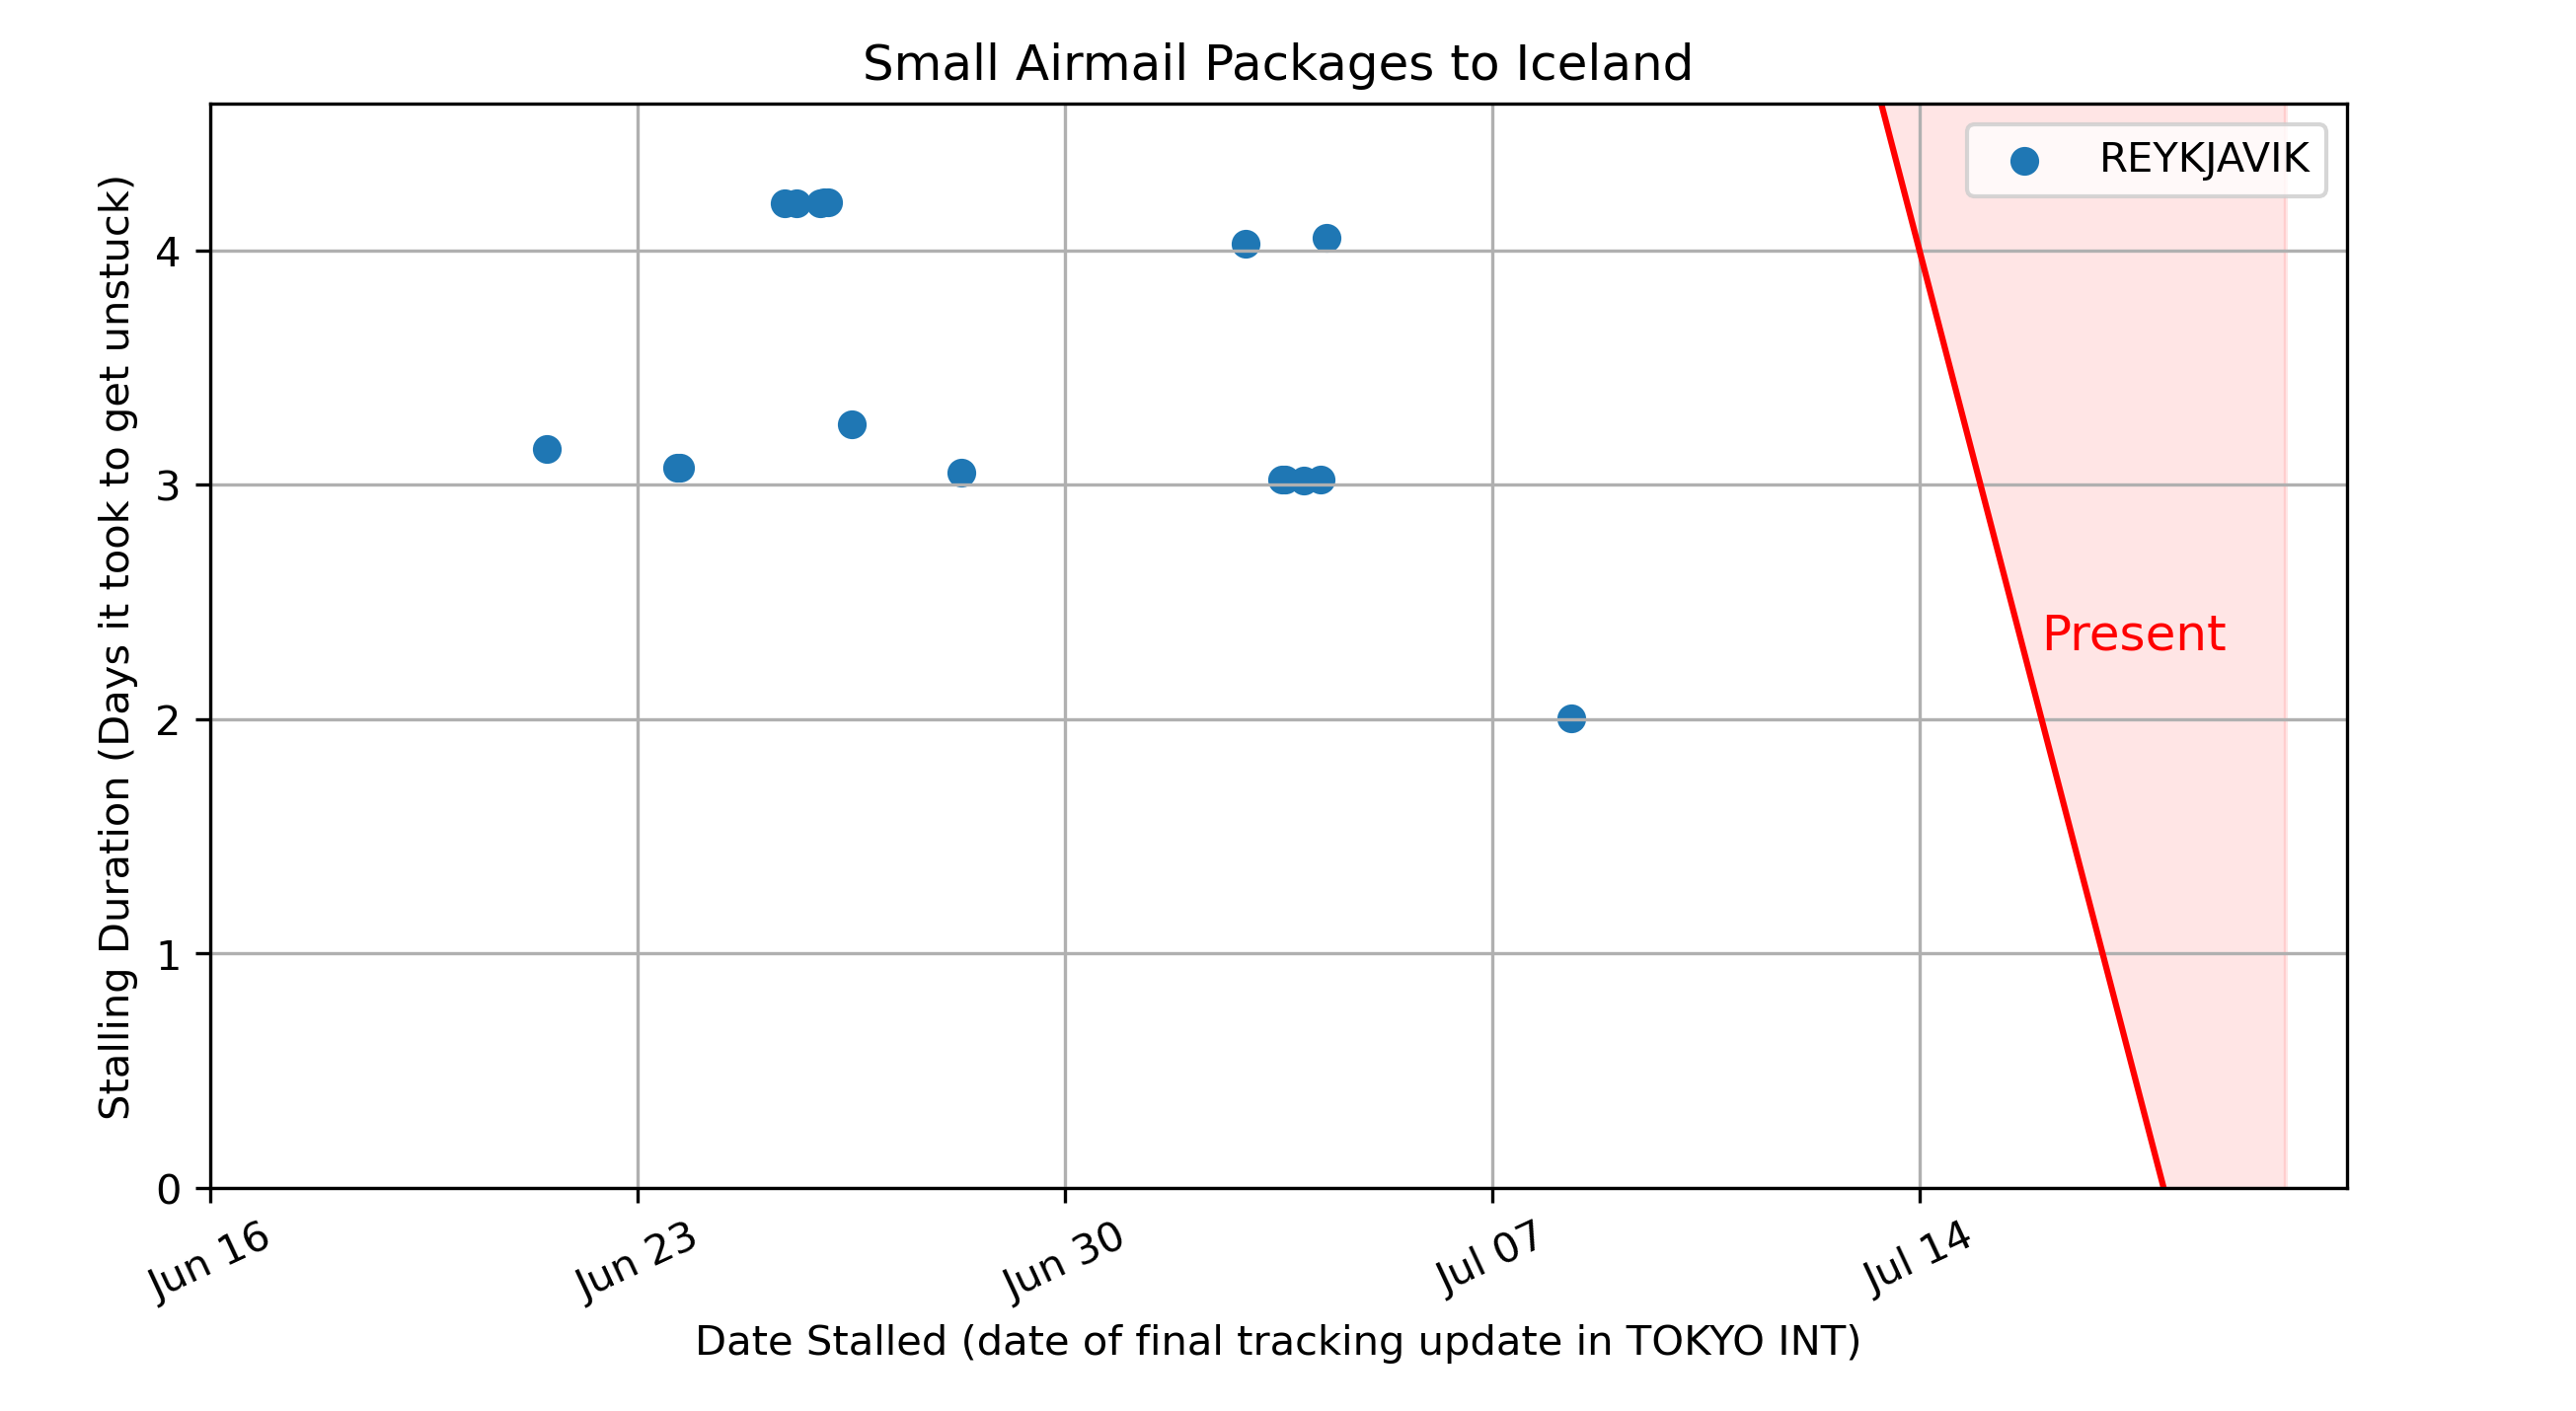 Small Airmail Packages to Iceland
REYKJAVIK
Stalling Duration (Days it took to get unstuck)
4
3
2
1
0
Present
Jun 16
Jun 23
Jun 30
Jul 07
Jul 14
Date Stalled (date of final tracking update in TOKYO INT)